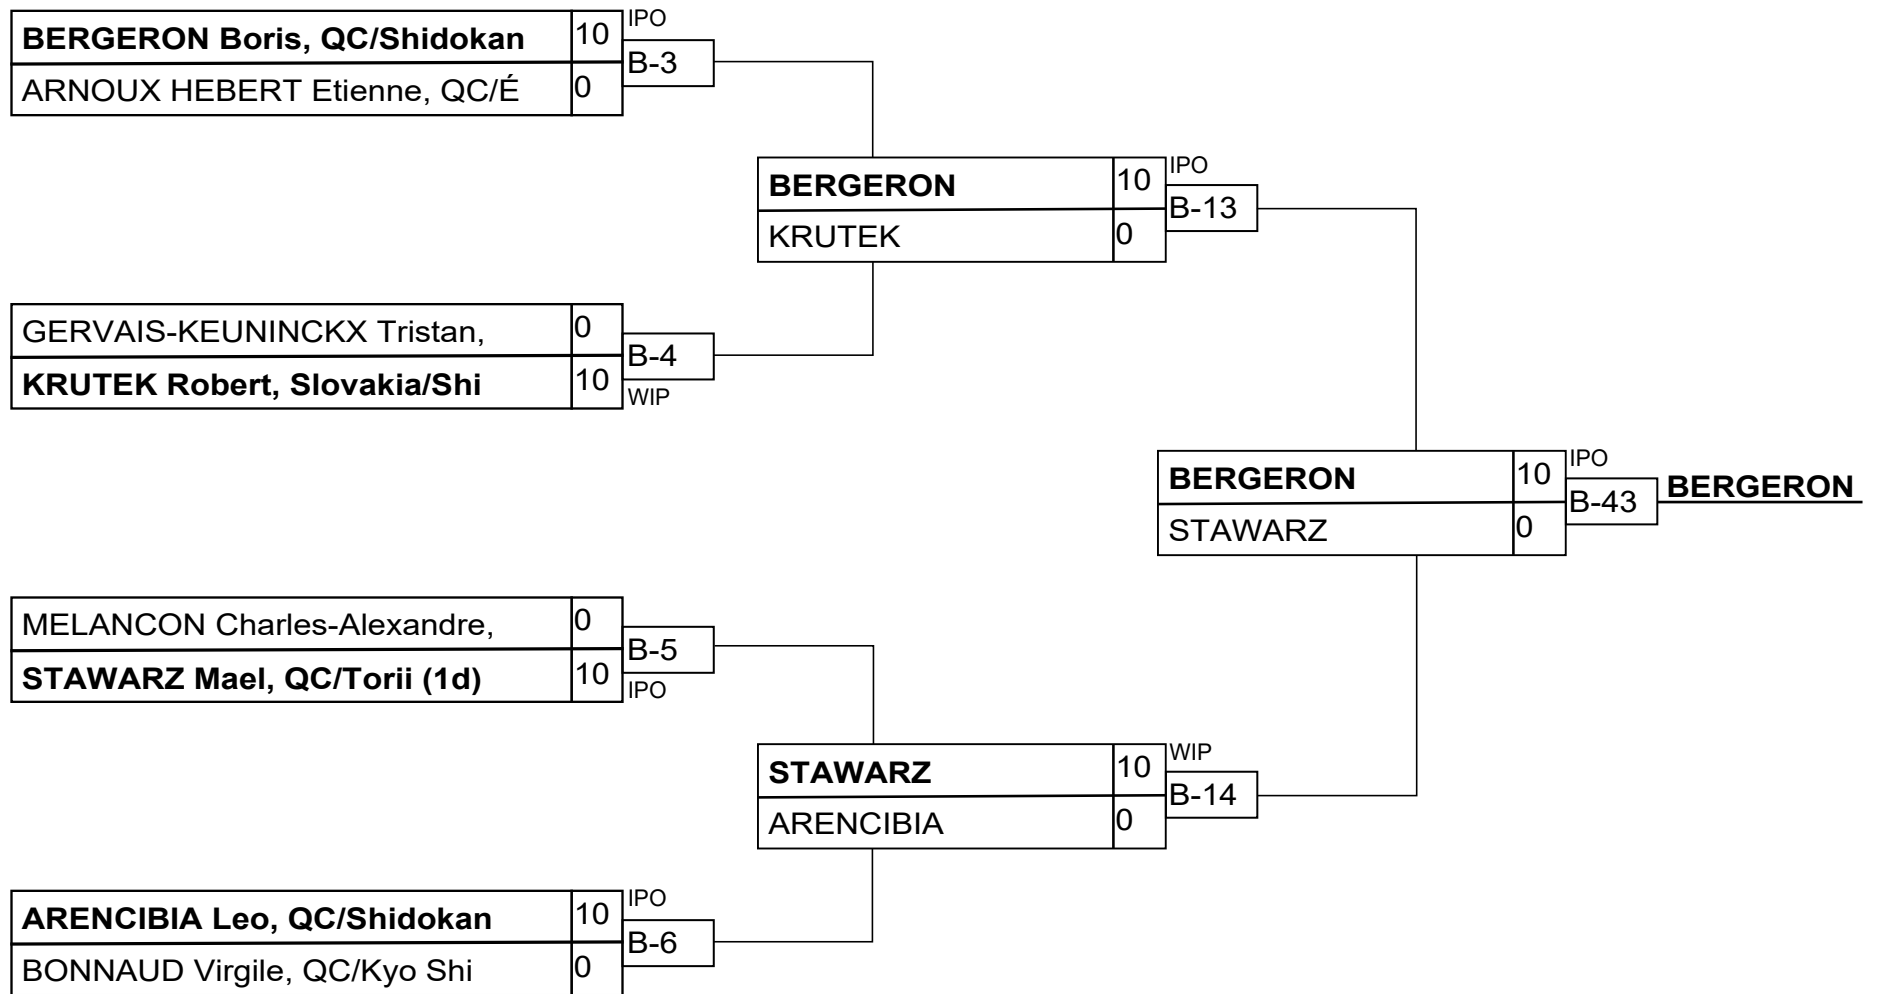 BERGERON Boris, QC/Shidokan 10 IPO
B-3
ARNOUX HEBERT Etienne, QC/É 0
BERGERON 10 IPO
B-13
KRUTEK 0
GERVAIS-KEUNINCKX Tristan, 0
B-4
KRUTEK Robert, Slovakia/Shi 10 WIP
BERGERON 10 IPO
B-43 BERGERON
STAWARZ 0
MELANCON Charles-Alexandre, 0
B-5
STAWARZ Mael, QC/Torii (1d) 10 IPO
STAWARZ 10 WIP
B-14
ARENCIBIA 0
ARENCIBIA Leo, QC/Shidokan 10 IPO
B-6
BONNAUD Virgile, QC/Kyo Shi 0